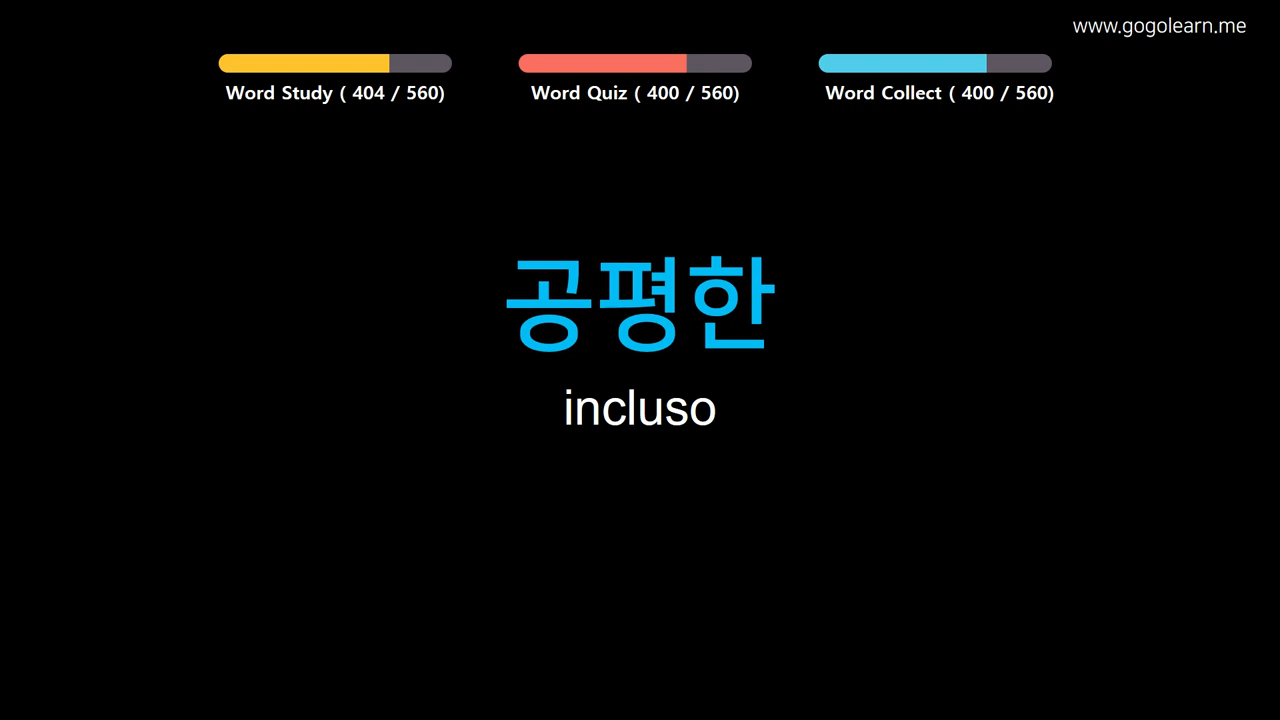 www.gogolearn.me
Word Study ( 404 / 560)
Word Quiz ( 400 / 560)
Word Collect ( 400 / 560)
공평한
incluso